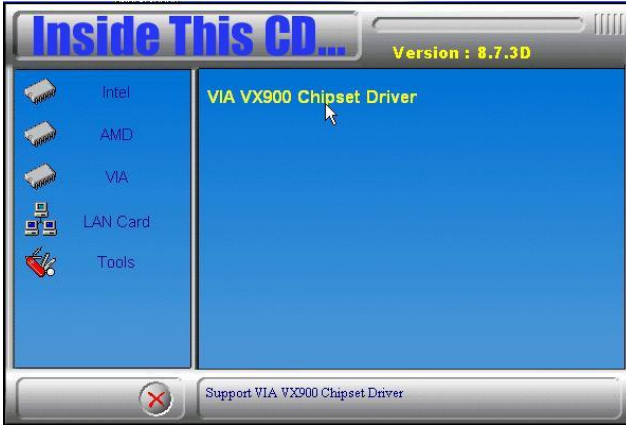 Inside This CD...
Version : 8.7.3D
Intel
AMD
VIA
LAN Card
Tools
VIA VX900 Chipset Driver
Support VIA VX900 Chipset Driver